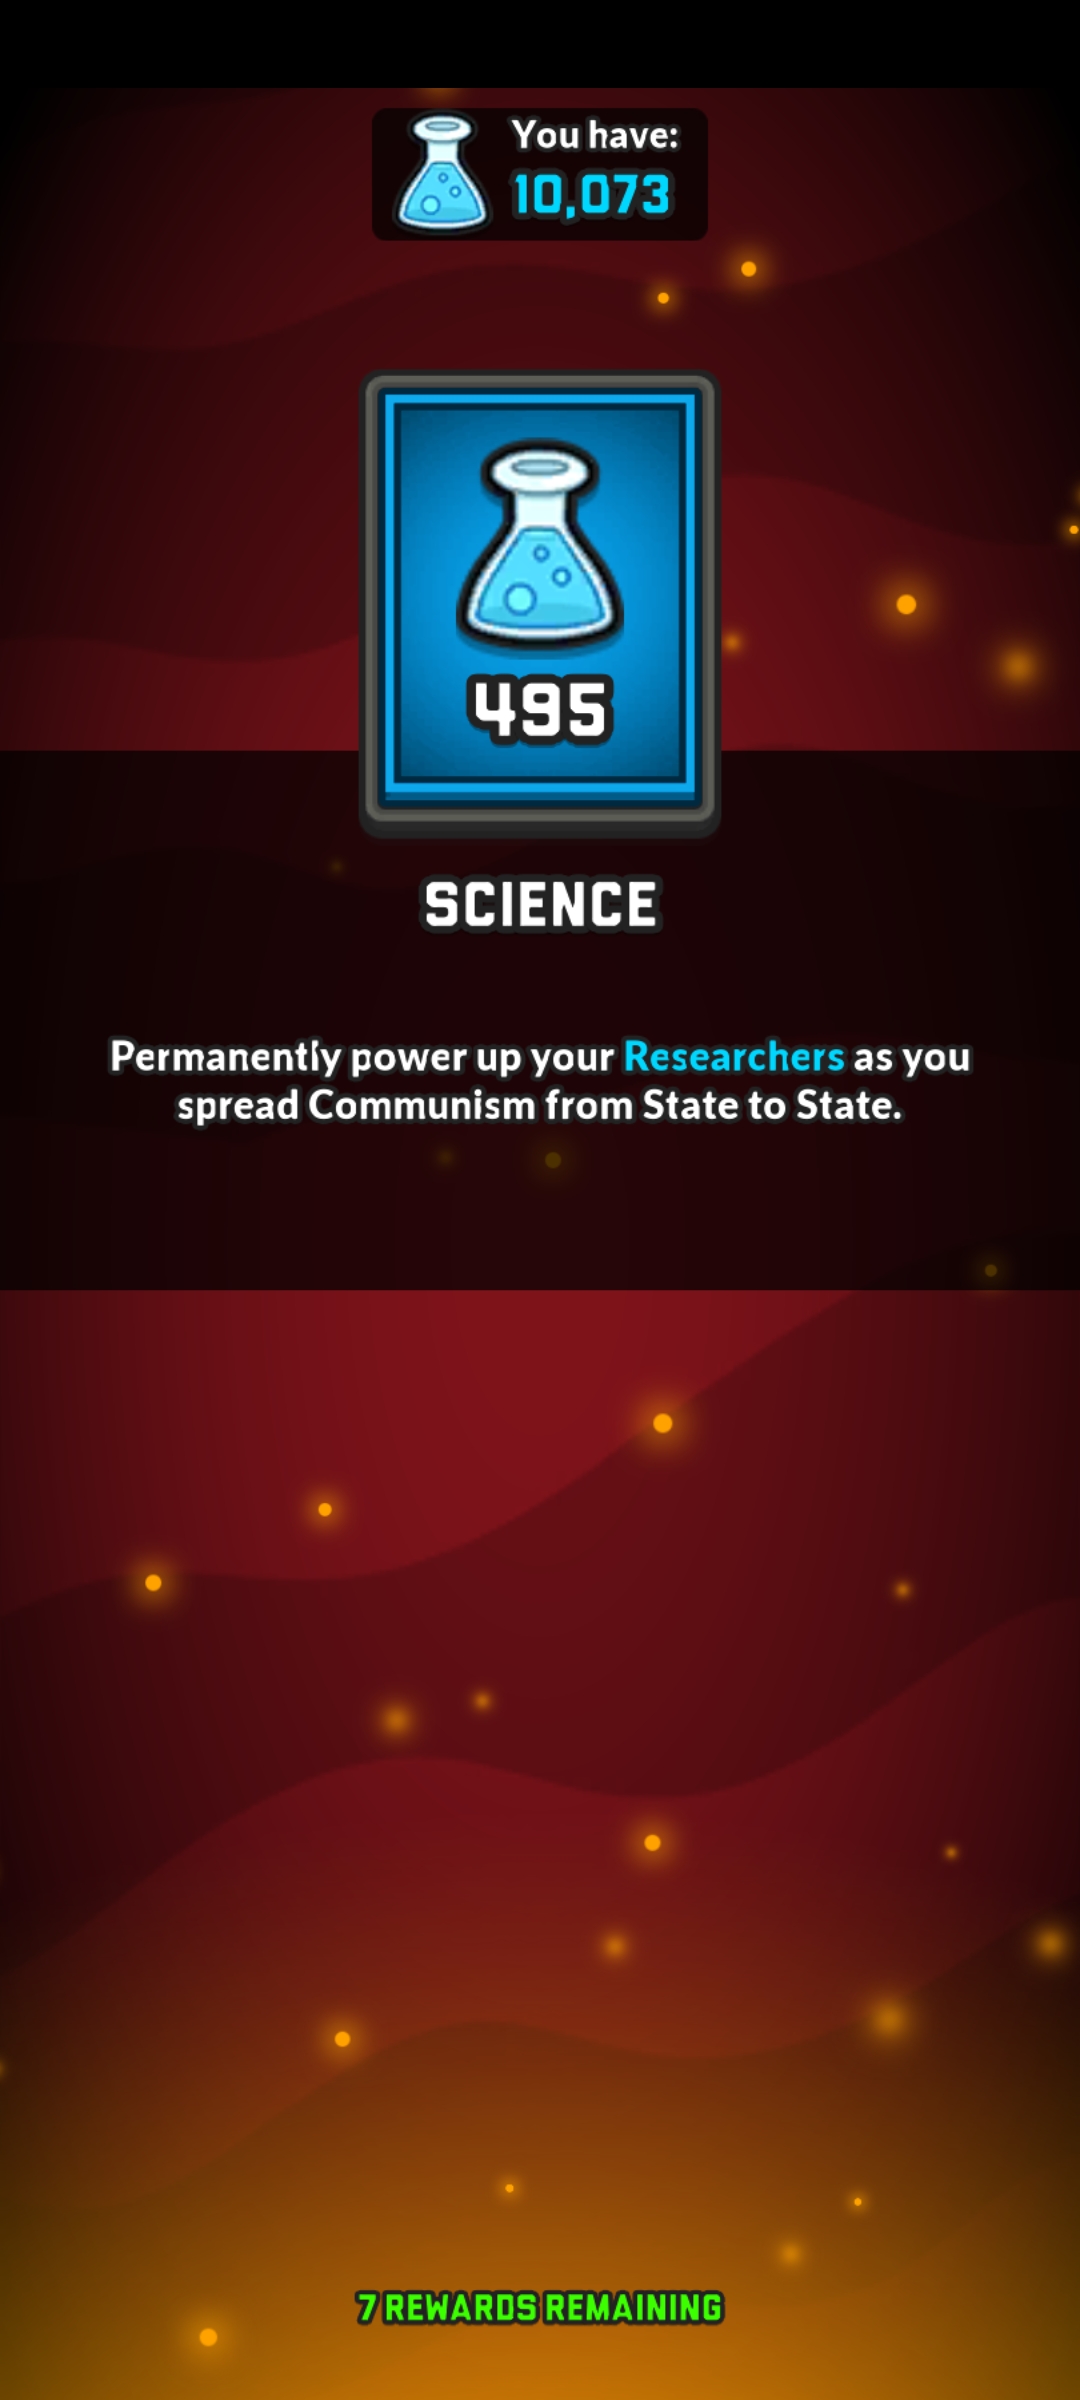 You have:
10,073
495
SCIENCE
Permanently power up your Researchers as you
spread Communism from State to State.
7 REWARDS REMAINING